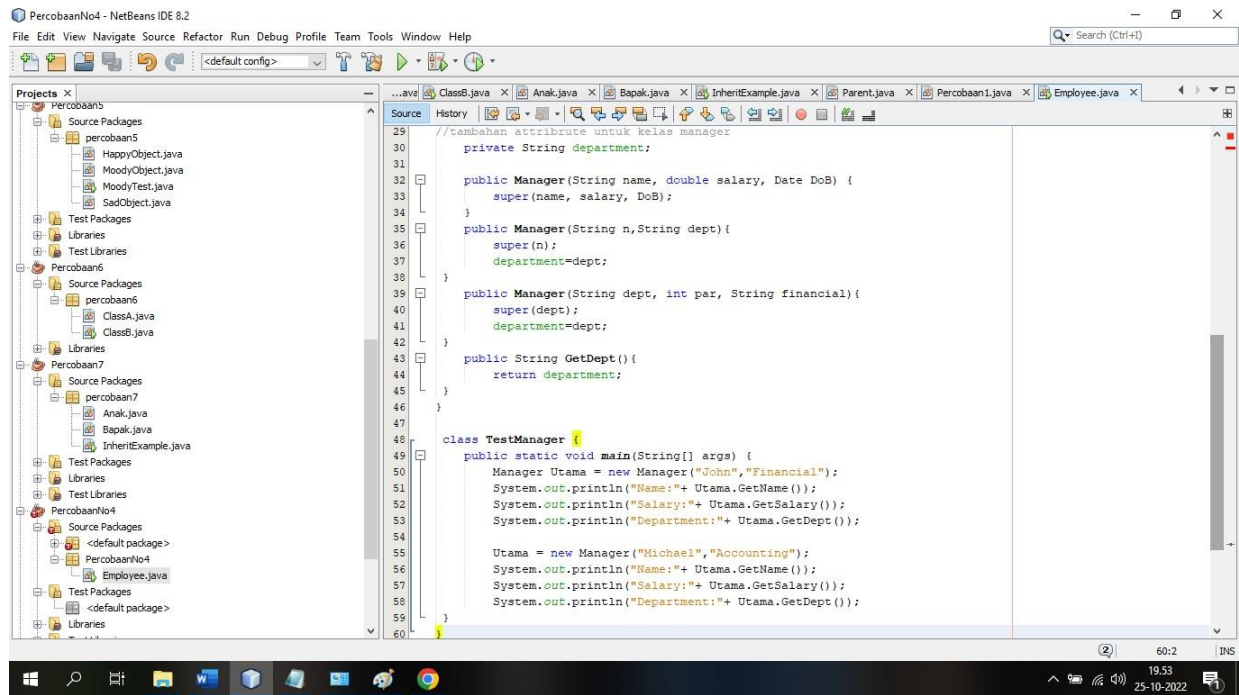 PercobaanNo4 - NetBeans IDE 8.2
File Edit View Navigate Source Refactor Run Debug Profile Team Tools Window Help
Search (Ctrl+I)
<default config>
Projects
...ava ClassB.java Anak.java Bapak.java InheritExample.java Parent.java Percobaan1.java Employee.java
Source History
Percobaan5
Source Packages
percobaan5
HappyObject.java
MoodyObject.java
MoodyTest.java
SadObject.java
Test Packages
Libraries
Test Libraries
Percobaan6
Source Packages
percobaan6
ClassA.java
ClassB.java
Libraries
Percobaan7
Source Packages
percobaan7
Anak.java
Bapak.java
InheritExample.java
Test Packages
Libraries
Test Libraries
PercobaanNo4
Source Packages
<default package>
PercobaanNo4
Employee.java
Test Packages
<default package>
Libraries
29 //tambahan attribrute untuk kelas manager
30 private String department;
31
32 public Manager(String name, double salary, Date DoB) {
33 super(name, salary, DoB);
34 }
35 public Manager(String n,String dept){
36 super(n);
37 department=dept;
38 }
39 public Manager(String dept, int par, String financial){
40 super(dept);
41 department=dept;
42 }
43 public String GetDept(){
44 return department;
45 }
46 }
47
48 class TestManager {
49 public static void main(String[] args) {
50 Manager Utama = new Manager("John","Financial");
51 System.out.println("Name:"+ Utama.GetName());
52 System.out.println("Salary:"+ Utama.GetSalary());
53 System.out.println("Department:"+ Utama.GetDept());
54
55 Utama = new Manager("Michael","Accounting");
56 System.out.println("Name:"+ Utama.GetName());
57 System.out.println("Salary:"+ Utama.GetSalary());
58 System.out.println("Department:"+ Utama.GetDept());
59 }
60 }
2 60:2 INS
19.53
25-10-2022